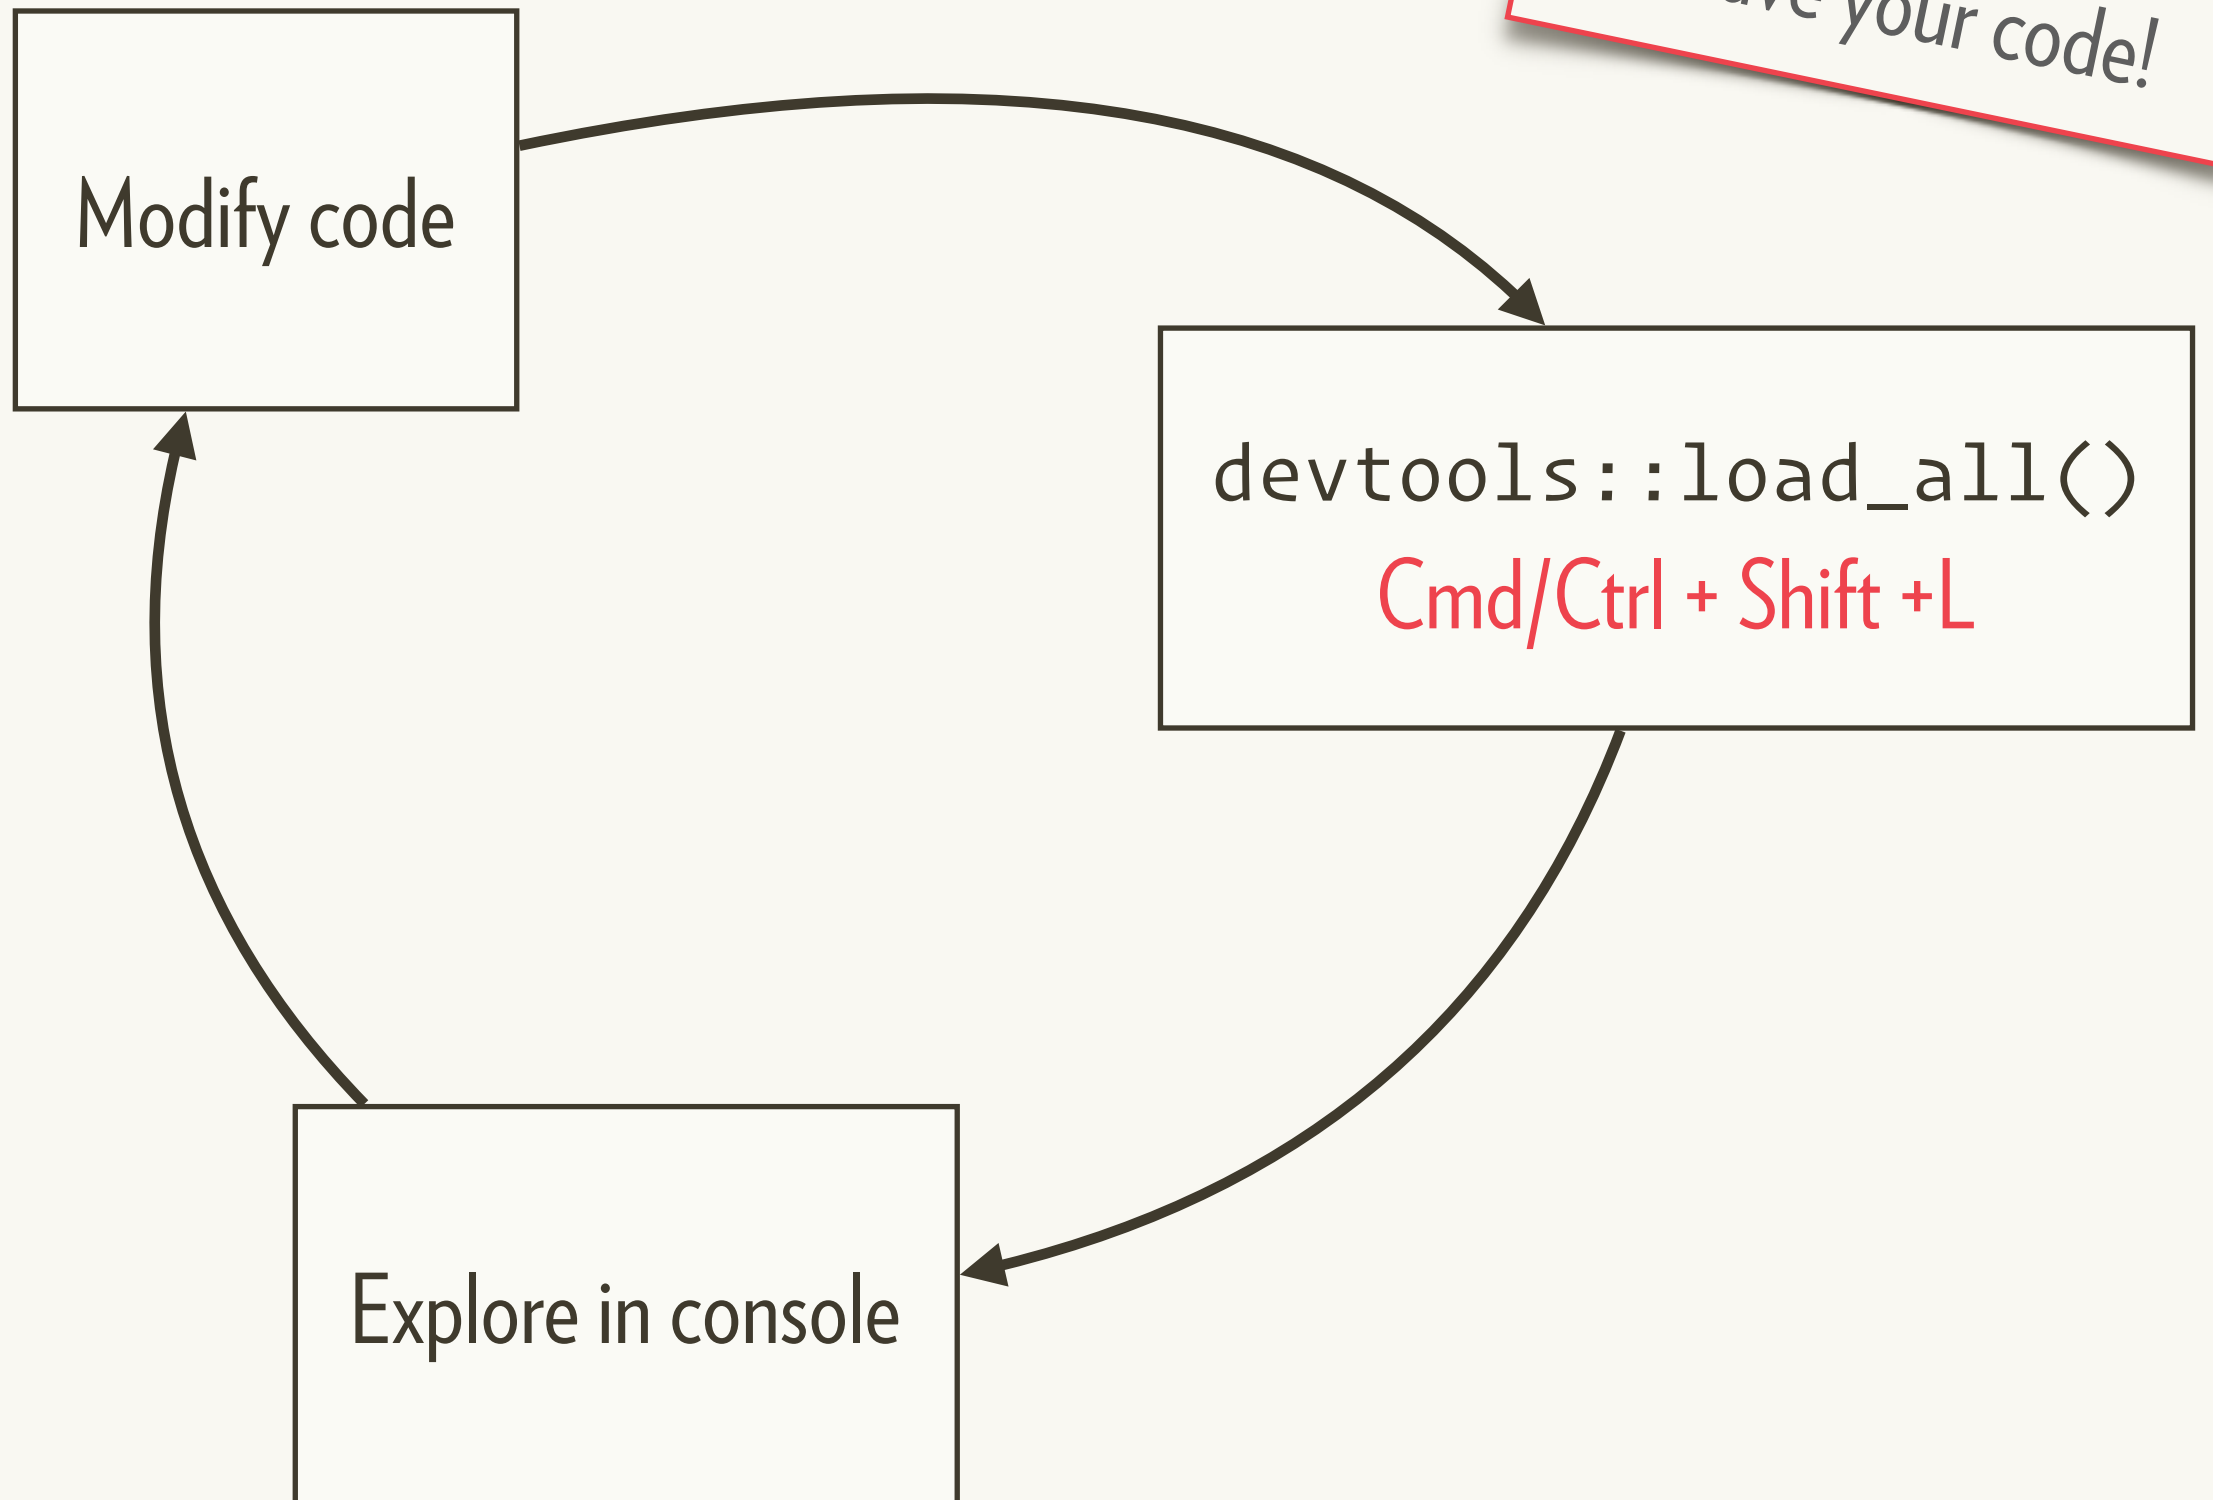 your code!
Modify code
devtools::load_all()
Cmd/Ctrl + Shift +L
Explore in console